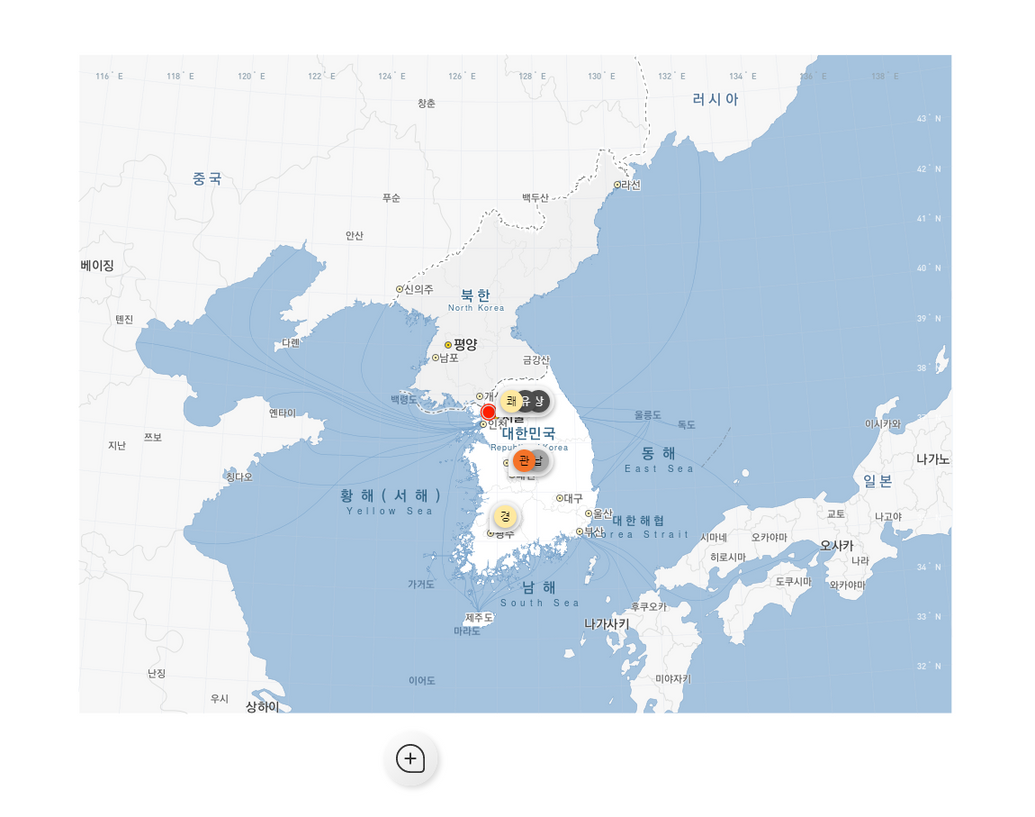 116° E
118° E
120° E
122° E
124° E
126° E
128° E
130° E
132° E
134° E
136° E
138° E
러시아
창춘
43° N
42° N
중국
라선
푸순
백두산
41° N
안산
베이징
40° N
신의주
북한
North Korea
톈진
39° N
다롄
평양
남포
금강산
38° N
백령도
쾌
유
상
옌타이
인천
울릉도
독도
이시카와
대한민국
쯔보
지난
동해
East Sea
관
나가노
칭다오
일본
황해(서해)
Yellow Sea
대구
경
울산
대한해협
부산
교토
나고야
시마네
오카야마
오사카
히로시마
나라
34° N
가거도
남해
South Sea
도쿠시마
와카야마
후쿠오카
제주도
33° N
나가사키
마라도
32° N
난징
이어도
미야자키
우시
상하이